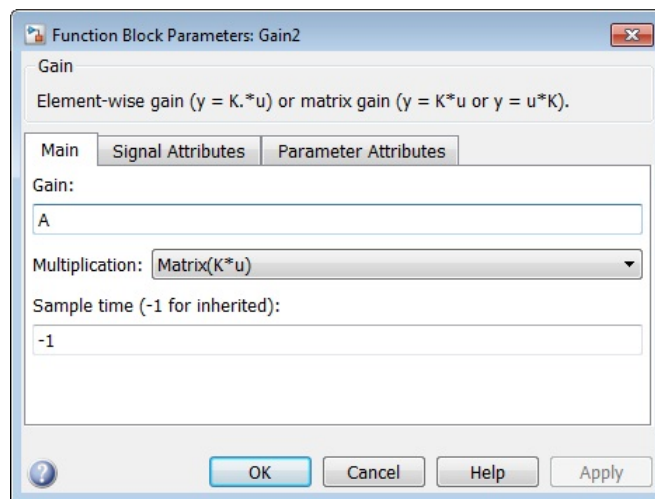 Function Block Parameters: Gain2
Gain
Element-wise gain (y = K.*u) or matrix gain (y = K*u or y = u*K).
Main Signal Attributes Parameter Attributes
Gain:
A
Multiplication: Matrix(K*u)
Sample time (-1 for inherited):
-1
? OK Cancel Help Apply